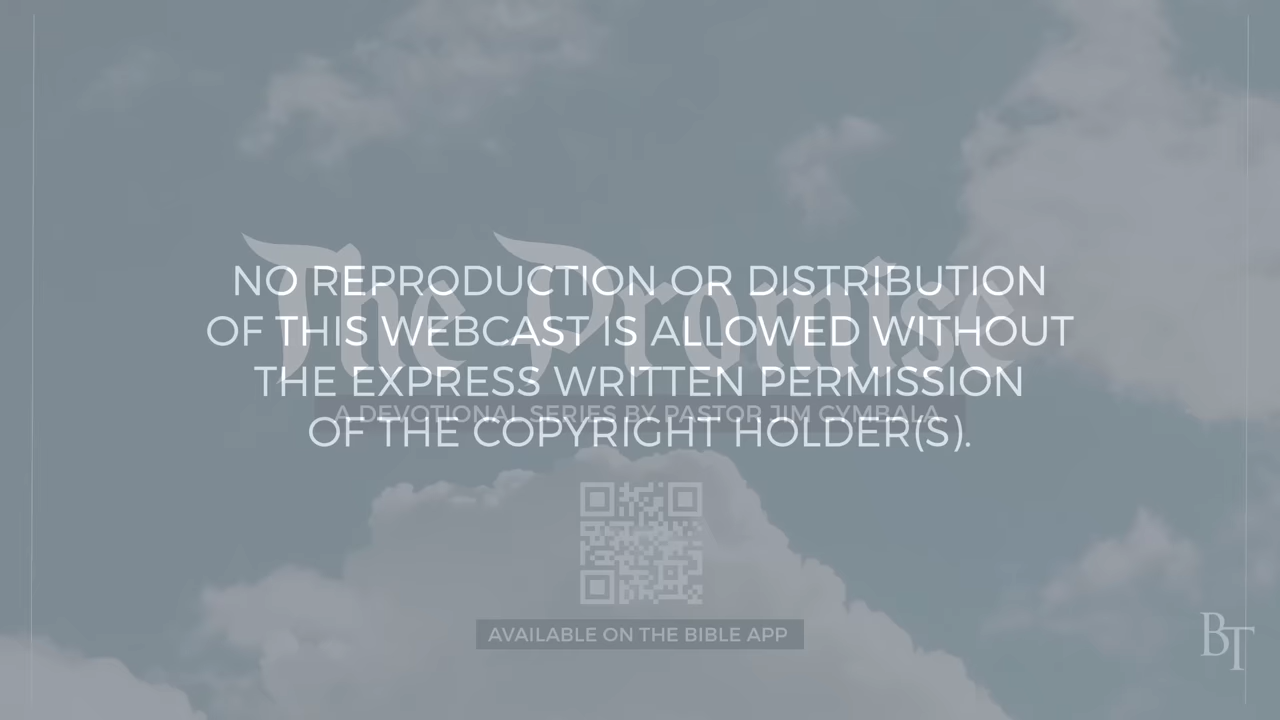 The Promise
NO REPRODUCTION OR DISTRIBUTION
OF THIS WEBCAST IS ALLOWED WITHOUT
THE EXPRESS WRITTEN PERMISSION
A DEVOTIONAL SERIES BY PASTOR JIM CYMBALA
OF THE COPYRIGHT HOLDER(S).
AVAILABLE ON THE BIBLE APP
BT